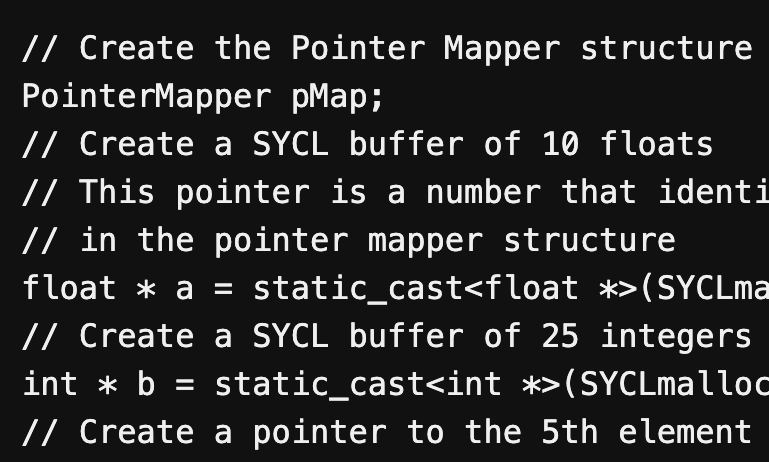 // Create the Pointer Mapper structure
PointerMapper pMap;
// Create a SYCL buffer of 10 floats
// This pointer is a number that identi
// in the pointer mapper structure
float * a = static_cast<float *>(SYCLma
// Create a SYCL buffer of 25 integers
int * b = static_cast<int *>(SYCLmalloc
// Create a pointer to the 5th element